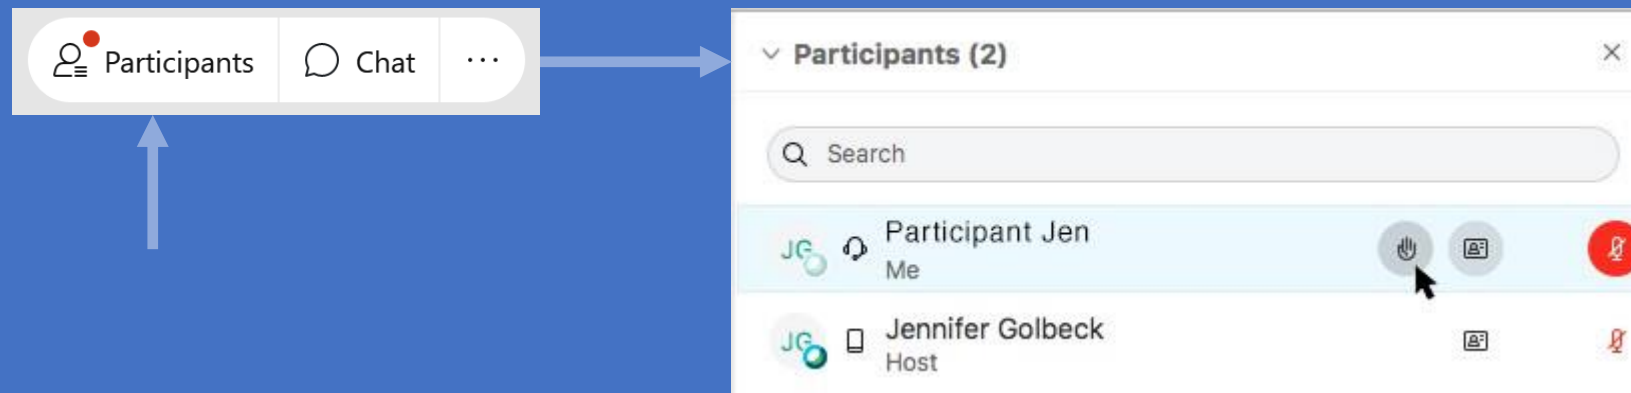 Participants
Chat
Participants (2)
Search
JG
Participant Jen
Me
JG
Jennifer Golbeck
Host